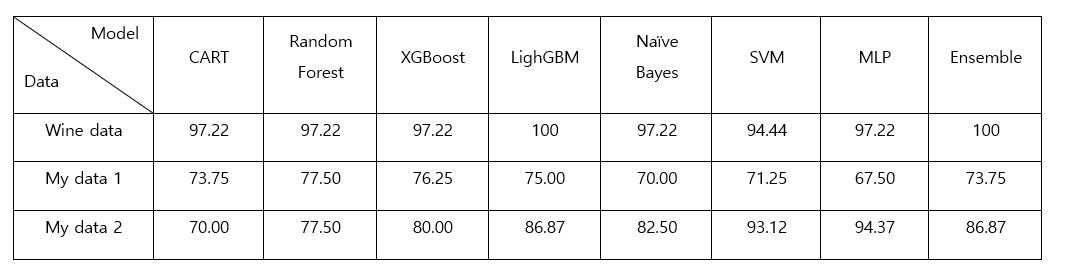 Model
Data
CART
Random
Forest
XGBoost
LighGBM
Naïve
Bayes
SVM
MLP
Ensemble
Wine data 97.22 97.22 97.22 100 97.22 94.44 97.22 100
My data 1 73.75 77.50 76.25 75.00 70.00 71.25 67.50 73.75
My data 2 70.00 77.50 80.00 86.87 82.50 93.12 94.37 86.87